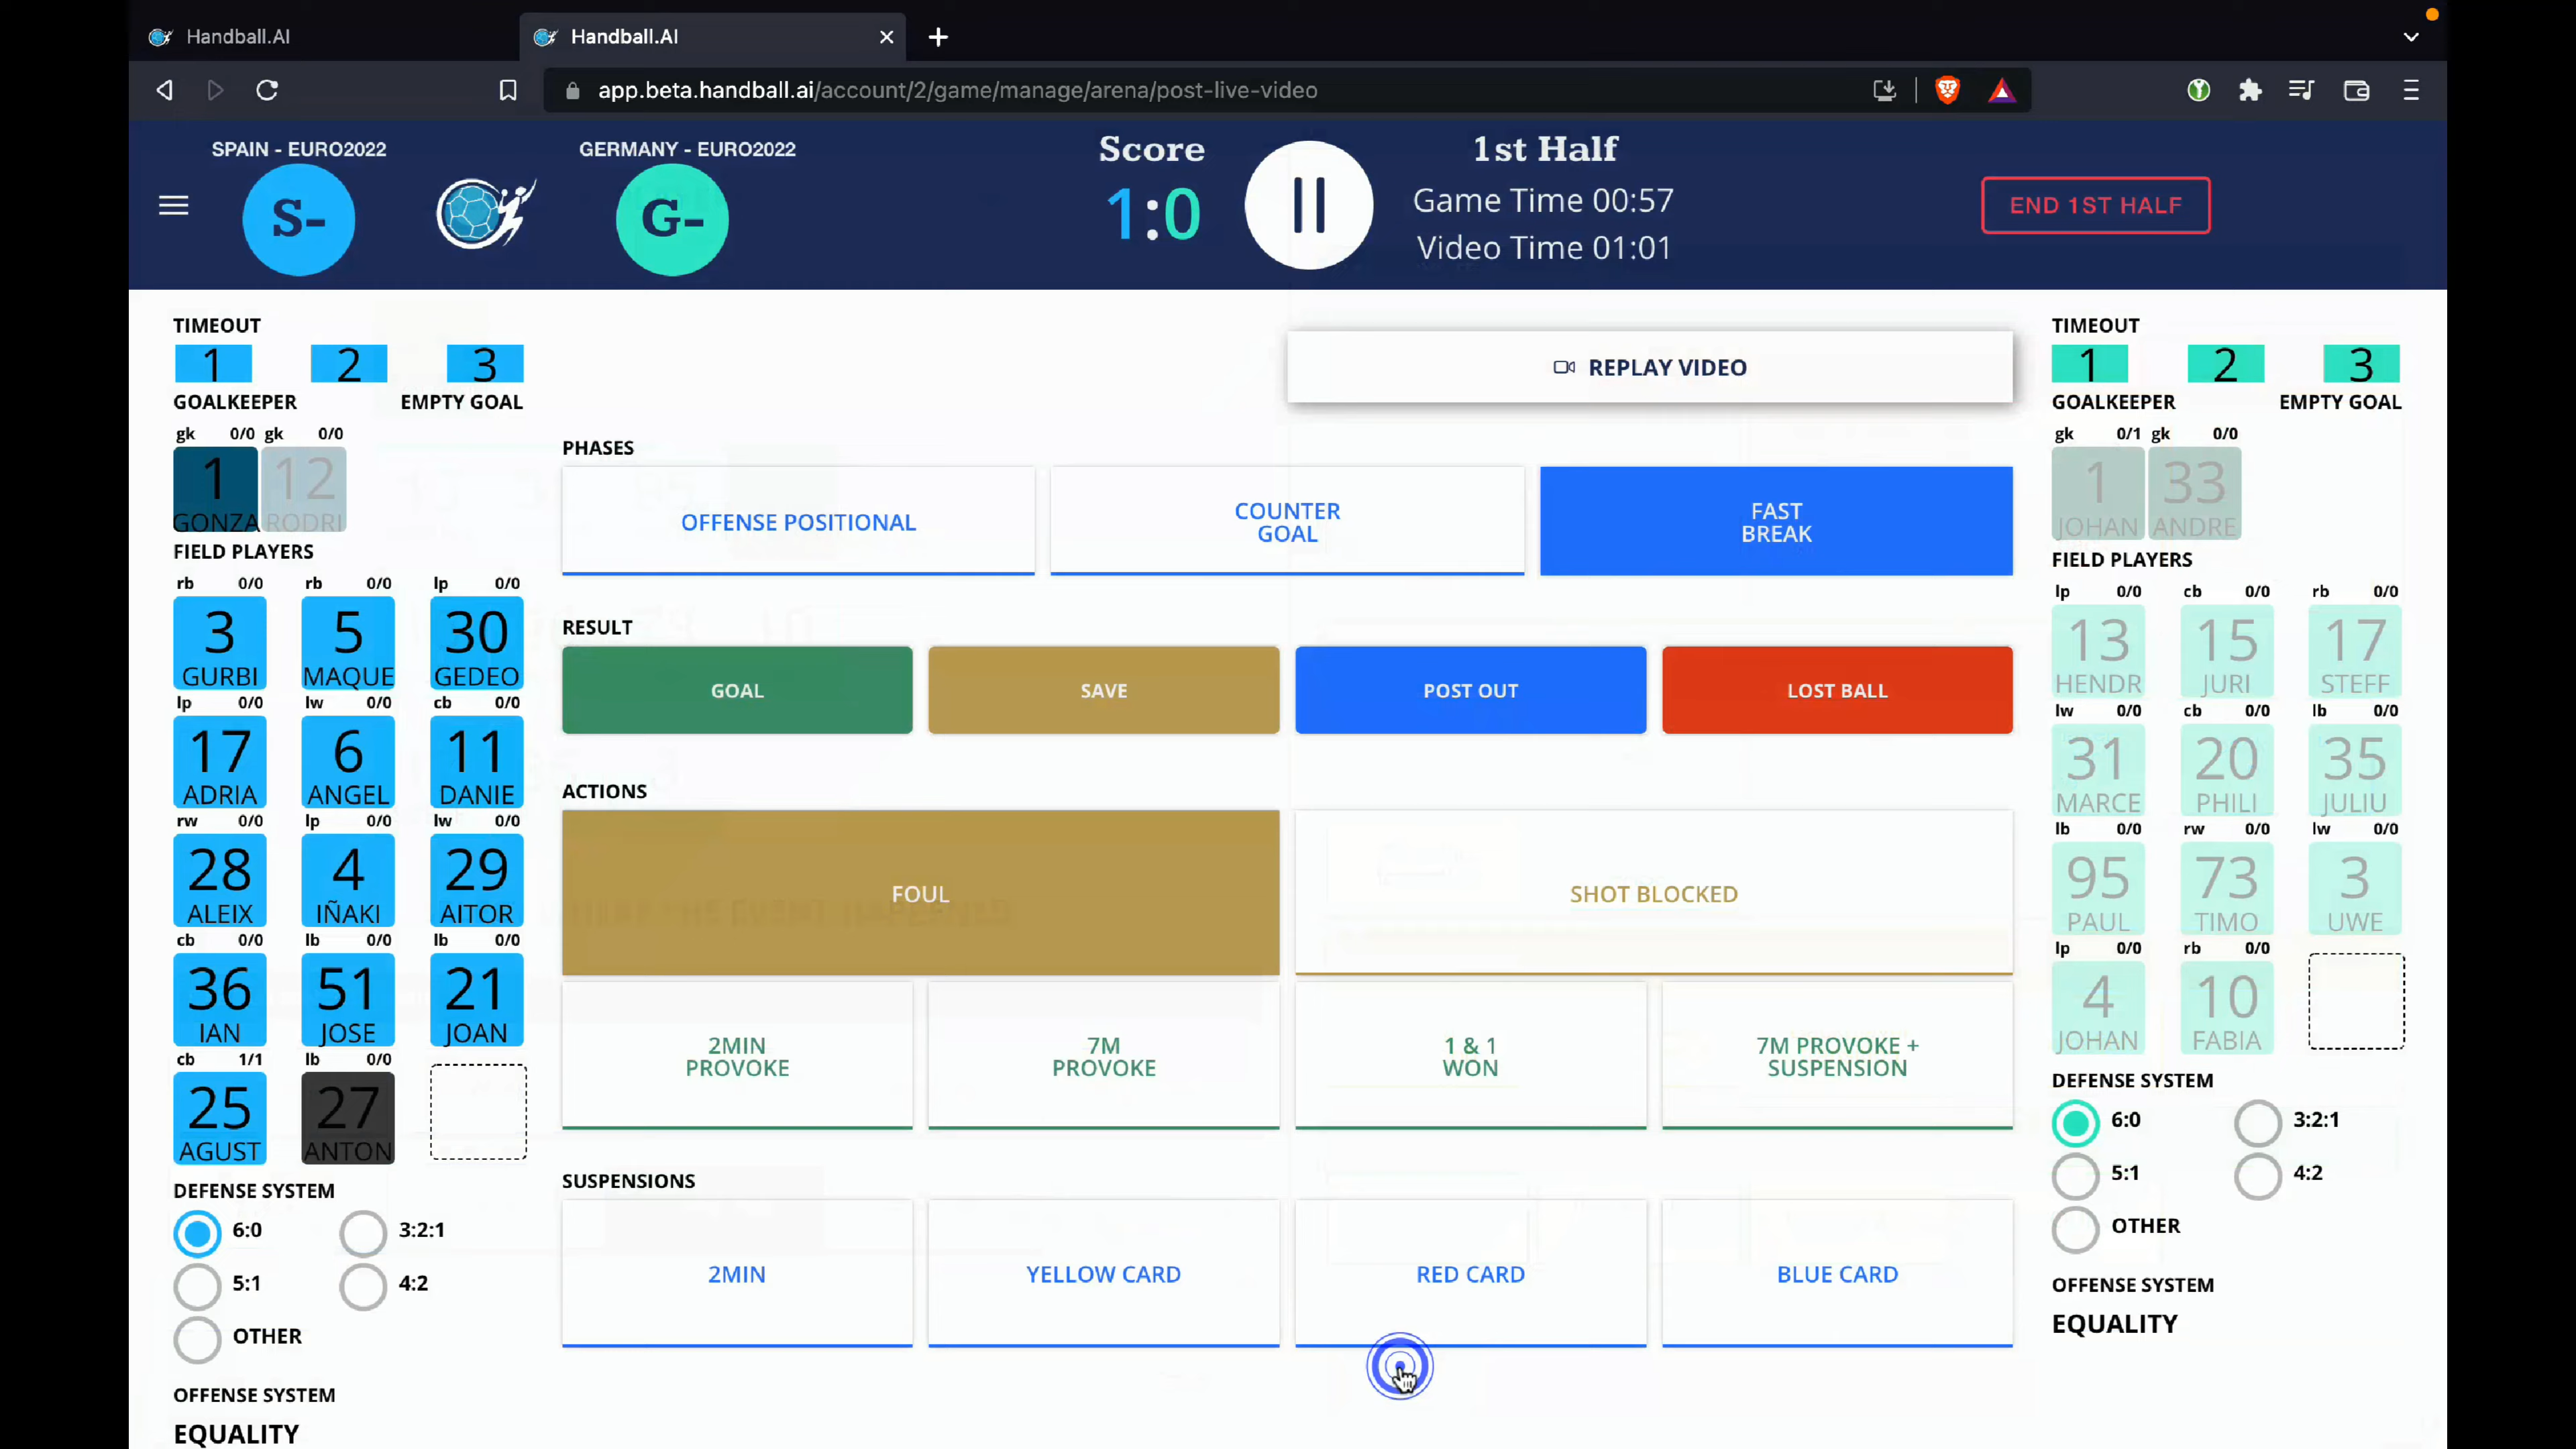 Handball.AI
Handball.AI
app.beta.handball.ai/account/2/game/manage/arena/post-live-video
SPAIN - EURO2022
S-
GERMANY - EURO2022
G-
Score
1:0
1st Half
Game Time 00:57
Video Time 01:01
END 1ST HALF
TIMEOUT
1 2 3
GOALKEEPER EMPTY GOAL
gk 0/0 gk 0/0
1 12
GONZA RODRI
FIELD PLAYERS
rb 0/0 rb 0/0 lp 0/0
3 5 30
GURBI MAQUE GEDEO
lp 0/0 lw 0/0 cb 0/0
17 6 11
ADRIA ANGEL DANIE
rw 0/0 lp 0/0 lw 0/0
28 4 29
ALEIX IÑAKI AITOR
cb 0/0 lb 0/0 lb 0/0
36 51 21
IAN JOSE JOAN
cb 1/1 lb 0/0
25 27
AGUST ANTON
DEFENSE SYSTEM
6:0 3:2:1
5:1 4:2
OTHER
OFFENSE SYSTEM
EQUALITY
REPLAY VIDEO
PHASES
OFFENSE POSITIONAL
COUNTER
GOAL
FAST
BREAK
RESULT
GOAL
SAVE
POST OUT
LOST BALL
ACTIONS
FOUL
SHOT BLOCKED
2MIN
PROVOKE
7M
PROVOKE
1 & 1
WON
7M PROVOKE +
SUSPENSION
SUSPENSIONS
2MIN
YELLOW CARD
RED CARD
BLUE CARD
TIMEOUT
1 2 3
GOALKEEPER EMPTY GOAL
gk 0/1 gk 0/0
1 33
JOHAN ANDRE
FIELD PLAYERS
lp 0/0 cb 0/0 rb 0/0
13 15 17
HENDR JURI STEFF
lw 0/0 cb 0/0 lb 0/0
31 20 35
MARCE PHILI JULIU
lb 0/0 rw 0/0 lw 0/0
95 73 3
PAUL TIMO UWE
lp 0/0 rb 0/0
4 10
JOHAN FABIA
DEFENSE SYSTEM
6:0 3:2:1
5:1 4:2
OTHER
OFFENSE SYSTEM
EQUALITY